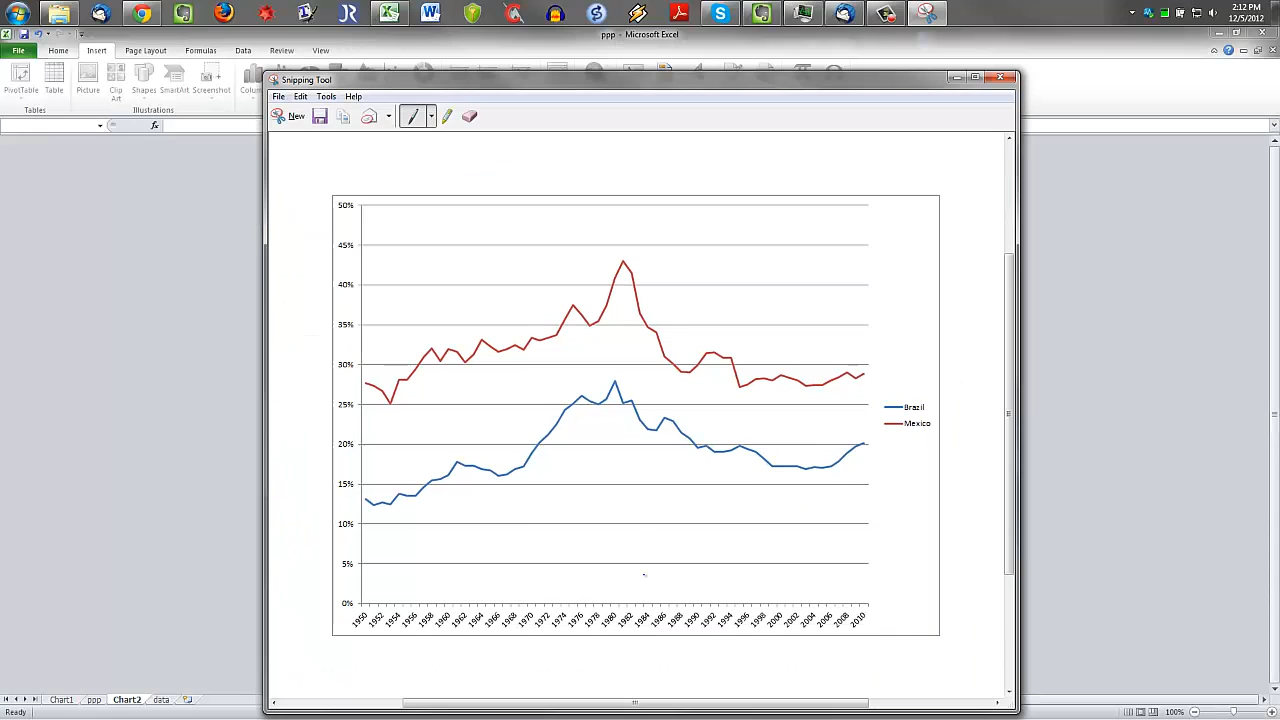 2:12 PM
12/5/2012
ppp - Microsoft Excel
File Home Insert Page Layout Formulas Data Review View
PivotTable Table Picture Clip Art Shapes SmartArt Screenshot
Tables Illustrations
Snipping Tool
File Edit Tools Help
New
fx
50%
45%
40%
35%
30%
25%
20%
15%
10%
5%
0%
Brazil
Mexico
1950 1952 1954 1956 1958 1960 1962 1964 1966 1968 1970 1972 1974 1976 1978 1980 1982 1984 1986 1988 1990 1992 1994 1996 1998 2000 2002 2004 2006 2008 2010
Chart1 ppp Chart2 data
Ready 100%